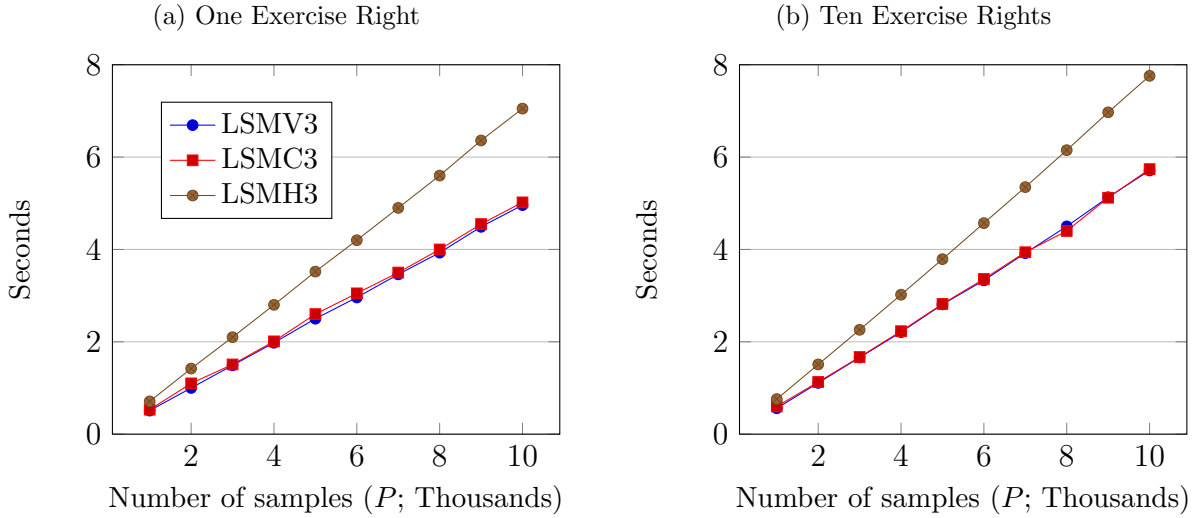 (a) One Exercise Right
8
6
4
2
0
2 4 6 8 10
Seconds
Number of samples (P; Thousands)
LSMV3
LSMC3
LSMH3
(b) Ten Exercise Rights
8
6
4
2
0
2 4 6 8 10
Seconds
Number of samples (P; Thousands)